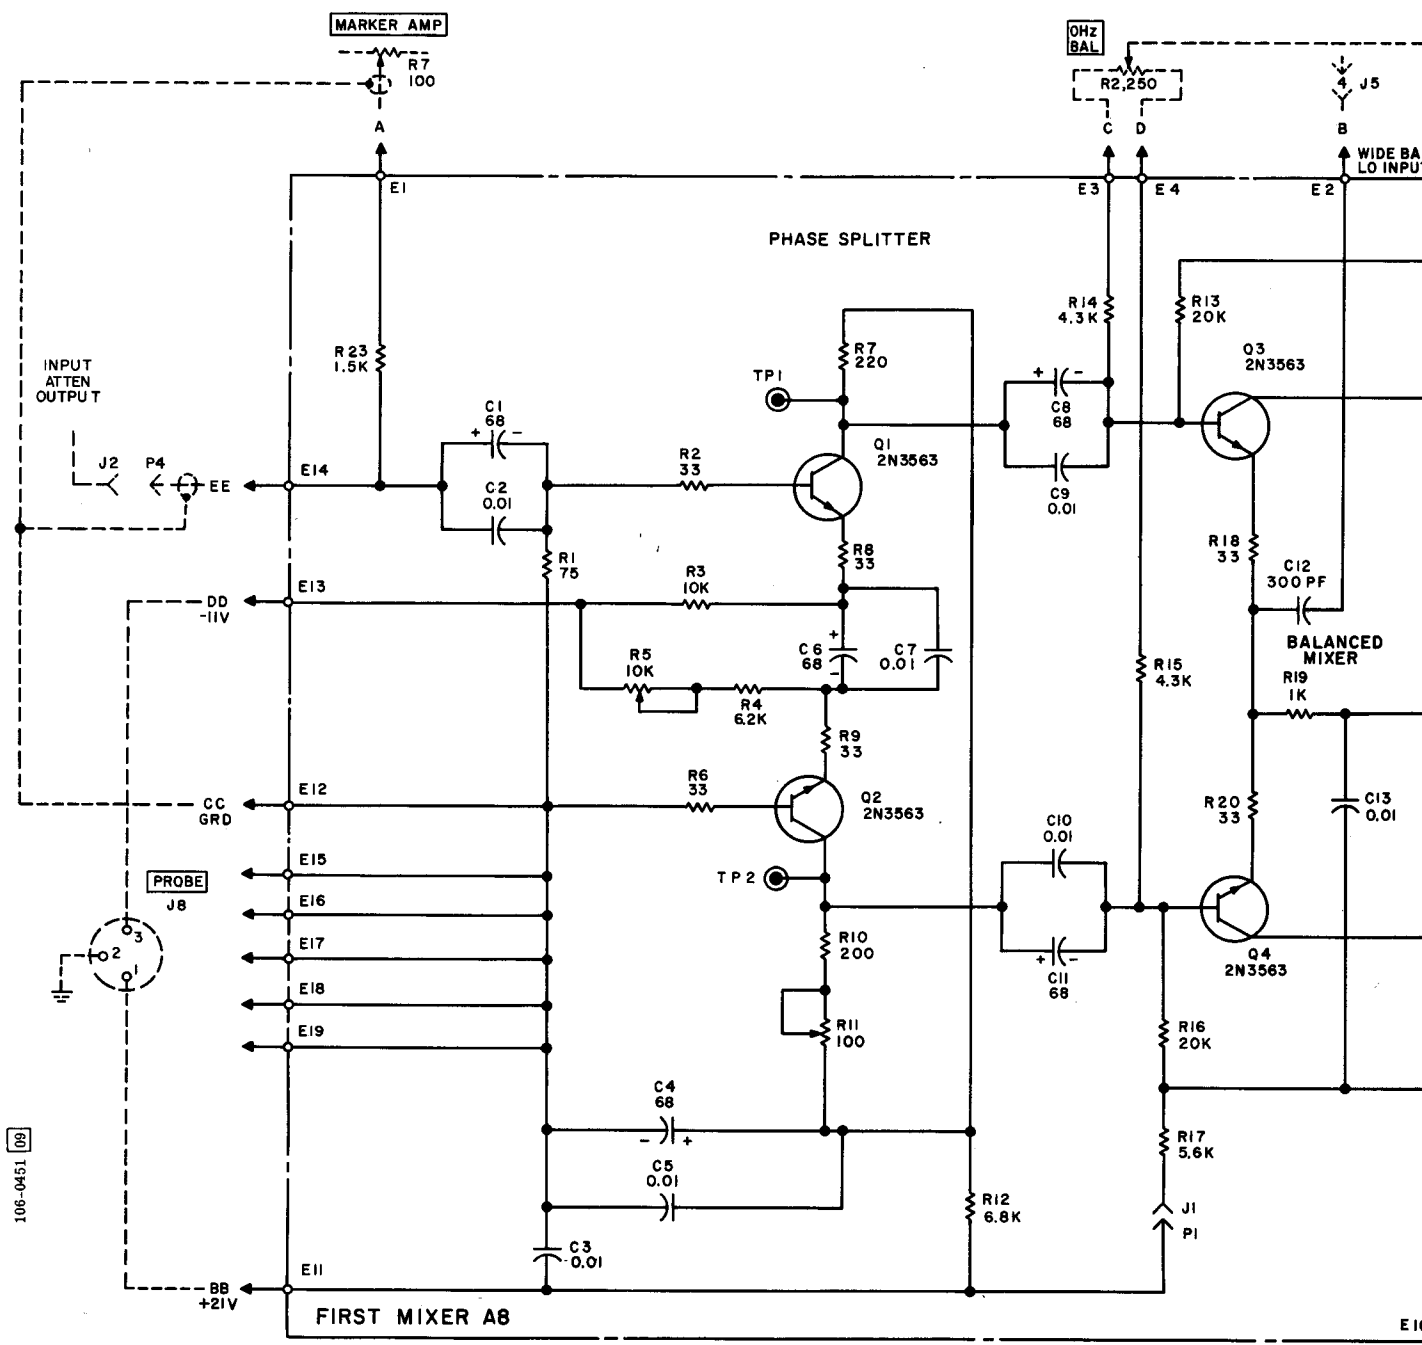 MARKER AMP
R7
100
A
E1
0Hz
BAL
R2,250
C D
E3
E4
4
J5
B
WIDE BA
LO INPUT
E2
PHASE SPLITTER
R23
1.5K
INPUT
ATTEN
OUTPUT
J2
P4
EE
E14
C1
68
+ -
C2
0.01
R1
75
R2
33
TP1
R7
220
Q1
2N3563
R8
33
R14
4.3K
+ -
C8
68
C9
0.01
R13
20K
Q3
2N3563
R18
33
C12
300PF
BALANCED
MIXER
R19
1K
DD
-11V
E13
R3
10K
R5
10K
R4
6.2K
C6
68
+
-
C7
0.01
R9
33
R15
4.3K
CC
GRD
E12
R6
33
Q2
2N3563
TP2
R10
200
R11
100
C10
0.01
+ -
C11
68
R20
33
C13
0.01
Q4
2N3563
R16
20K
R17
5.6K
J1
P1
E15
E16
E17
E18
E19
PROBE
J8
3
2
1
C4
68
- +
C5
0.01
R12
6.8K
C3
0.01
E11
BB
+21V
FIRST MIXER A8
E10
106-0451 09